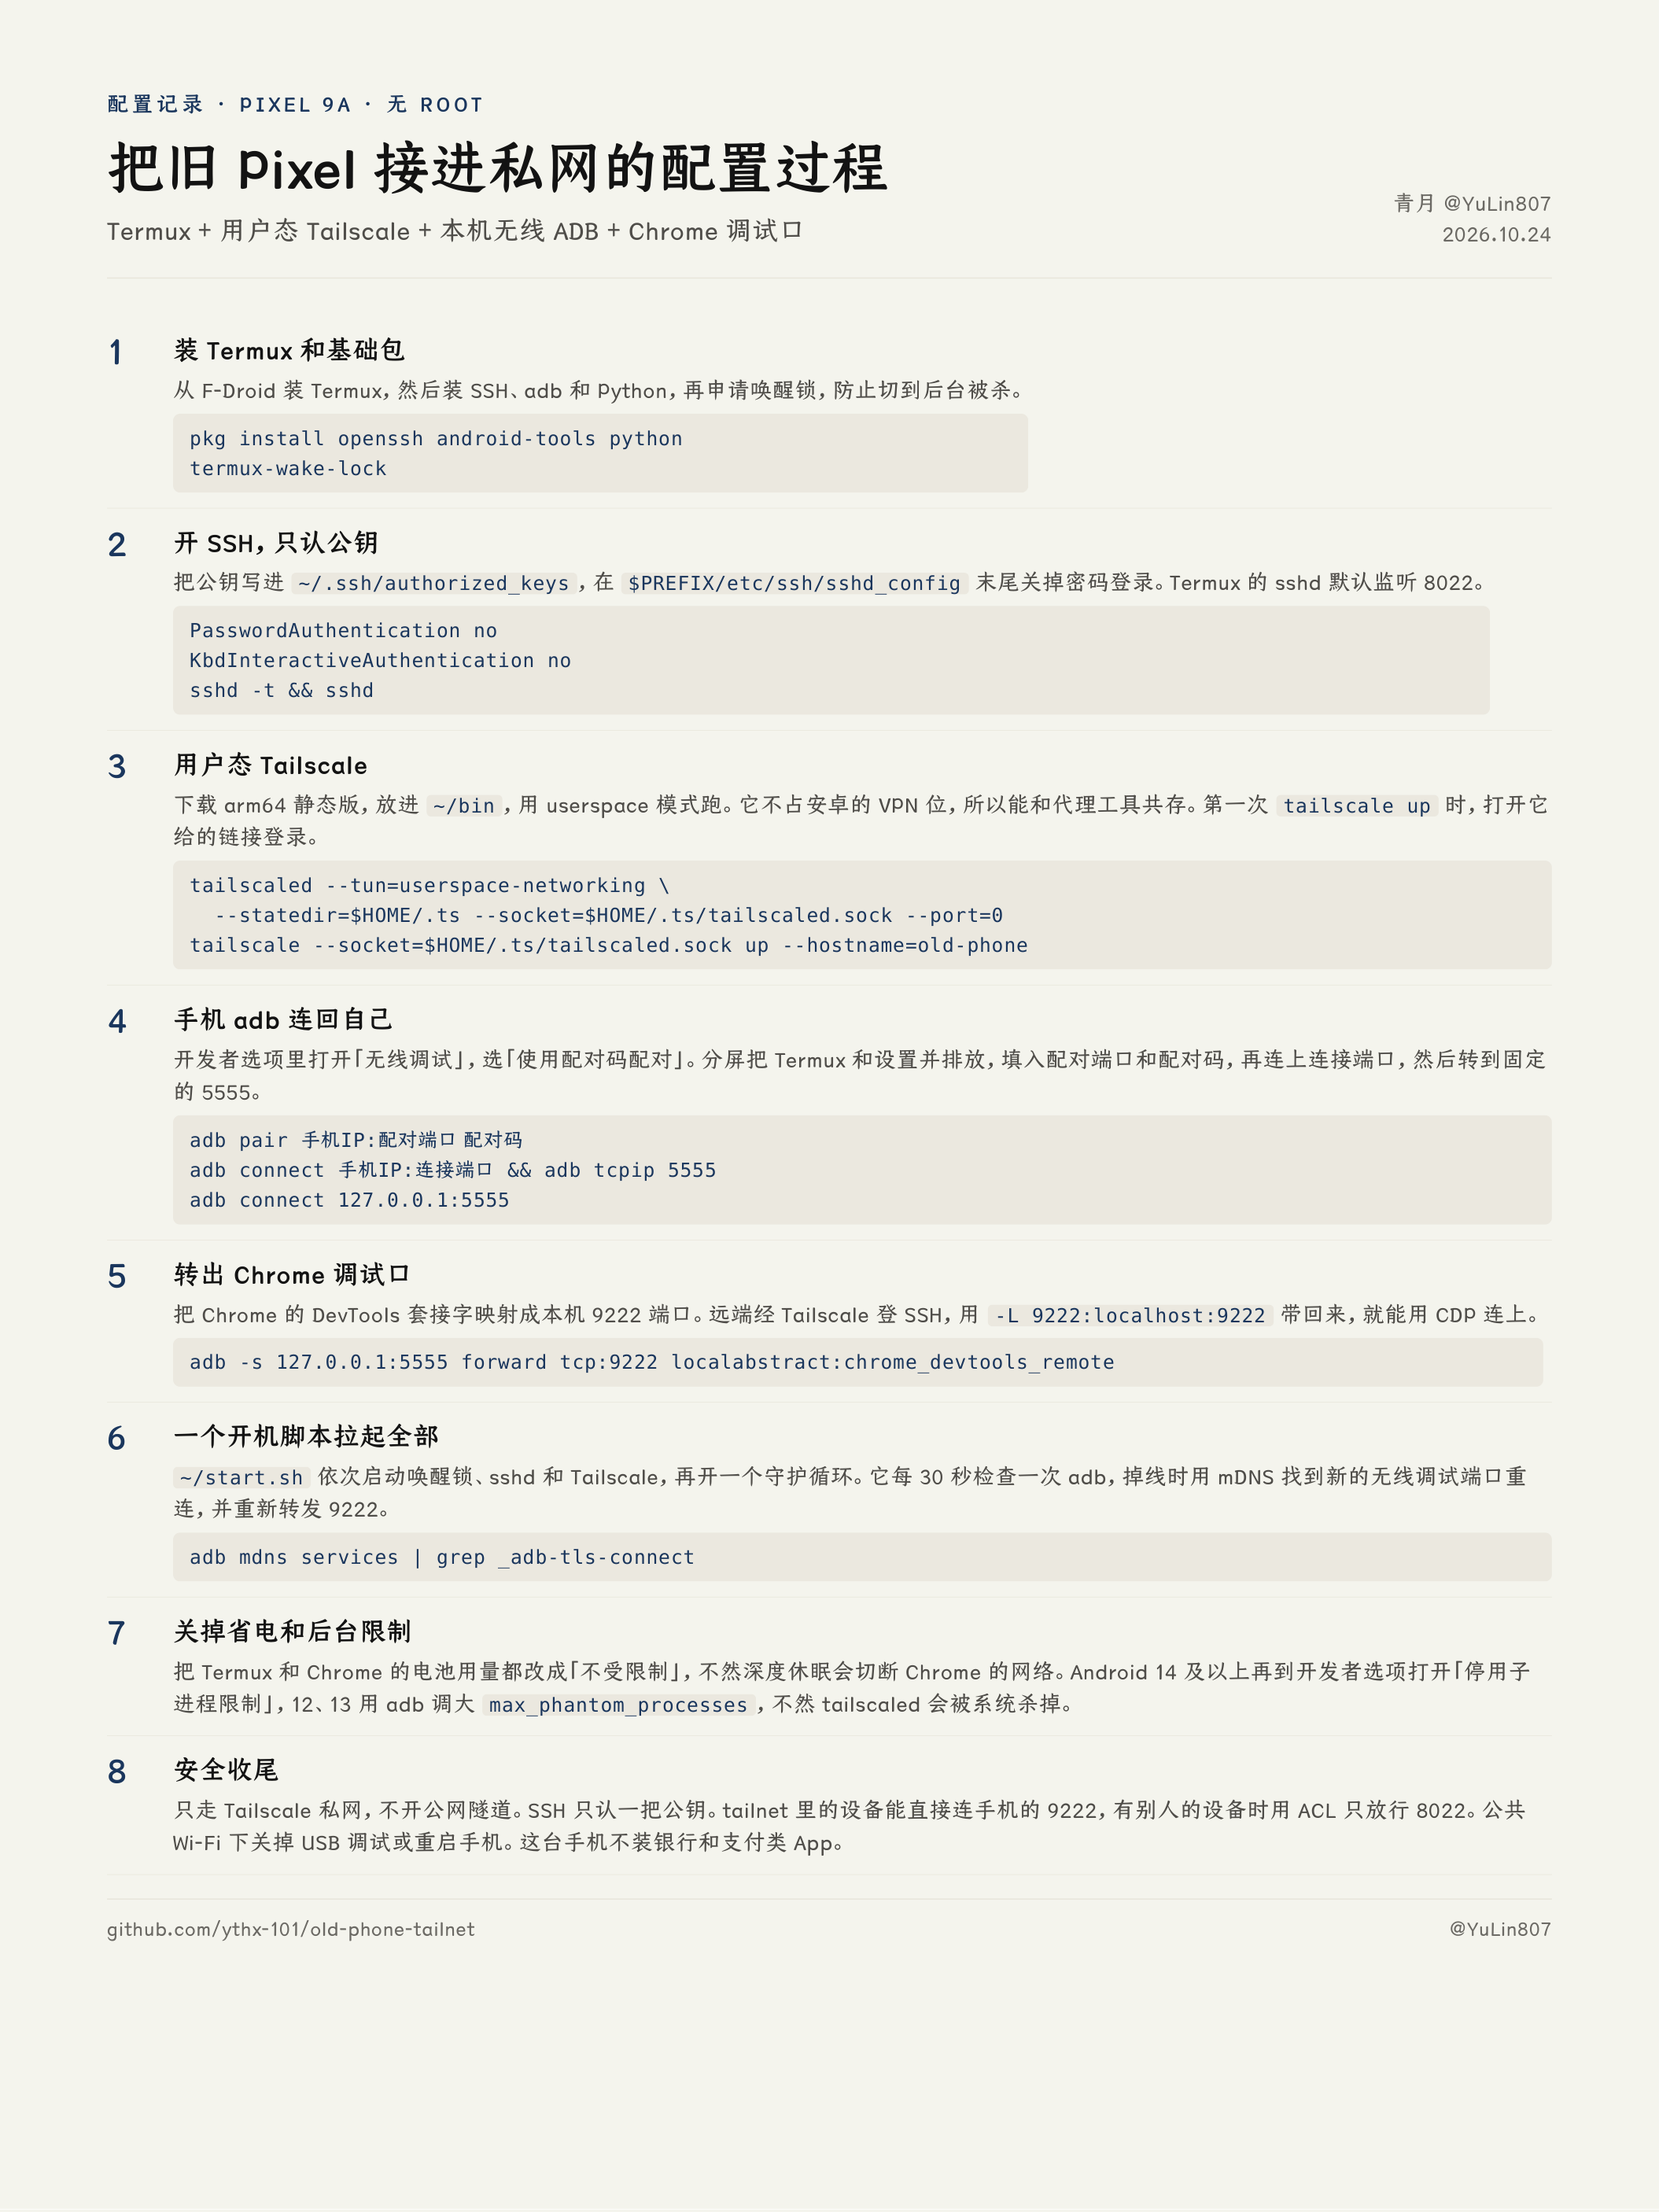 配置记录 · PIXEL 9A · 无 ROOT
把旧 Pixel 接进私网的配置过程
Termux + 用户态 Tailscale + 本机无线 ADB + Chrome 调试口
青月 @YuLin807
2026.10.24
1 装 Termux 和基础包
从 F-Droid 装 Termux，然后装 SSH、adb 和 Python，再申请唤醒锁，防止切到后台被杀。
pkg install openssh android-tools python
termux-wake-lock
2 开 SSH，只认公钥
把公钥写进 ~/.ssh/authorized_keys，在 $PREFIX/etc/ssh/sshd_config 末尾关掉密码登录。Termux 的 sshd 默认监听 8022。
PasswordAuthentication no
KbdInteractiveAuthentication no
sshd -t && sshd
3 用户态 Tailscale
下载 arm64 静态版，放进 ~/bin，用 userspace 模式跑。它不占安卓的 VPN 位，所以能和代理工具共存。第一次 tailscale up 时，打开它
给的链接登录。
tailscaled --tun=userspace-networking \
  --statedir=$HOME/.ts --socket=$HOME/.ts/tailscaled.sock --port=0
tailscale --socket=$HOME/.ts/tailscaled.sock up --hostname=old-phone
4 手机 adb 连回自己
开发者选项里打开「无线调试」，选「使用配对码配对」。分屏把 Termux 和设置并排放，填入配对端口和配对码，再连上连接端口，然后转到固定
的 5555。
adb pair 手机IP:配对端口 配对码
adb connect 手机IP:连接端口 && adb tcpip 5555
adb connect 127.0.0.1:5555
5 转出 Chrome 调试口
把 Chrome 的 DevTools 套接字映射成本机 9222 端口。远端经 Tailscale 登 SSH，用 -L 9222:localhost:9222 带回来，就能用 CDP 连上。
adb -s 127.0.0.1:5555 forward tcp:9222 localabstract:chrome_devtools_remote
6 一个开机脚本拉起全部
~/start.sh 依次启动唤醒锁、sshd 和 Tailscale，再开一个守护循环。它每 30 秒检查一次 adb，掉线时用 mDNS 找到新的无线调试端口重
连，并重新转发 9222。
adb mdns services | grep _adb-tls-connect
7 关掉省电和后台限制
把 Termux 和 Chrome 的电池用量都改成「不受限制」，不然深度休眠会切断 Chrome 的网络。Android 14 及以上再到开发者选项打开「停用子
进程限制」，12、13 用 adb 调大 max_phantom_processes，不然 tailscaled 会被系统杀掉。
8 安全收尾
只走 Tailscale 私网，不开公网隧道。SSH 只认一把公钥。tailnet 里的设备能直接连手机的 9222，有别人的设备时用 ACL 只放行 8022。公共
Wi-Fi 下关掉 USB 调试或重启手机。这台手机不装银行和支付类 App。
github.com/ythx-101/old-phone-tailnet
@YuLin807